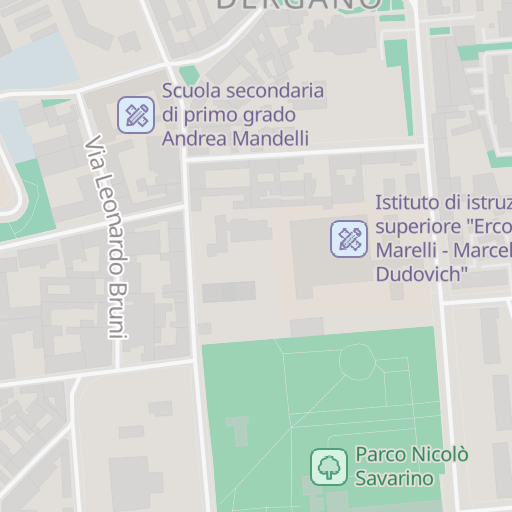 DERGANO
Scuola secondaria
di primo grado
Andrea Mandelli
Via Leonardo Bruni
Istituto di istruz
superiore "Erco
Marelli - Marcel
Dudovich"
Parco Nicolò
Savarino